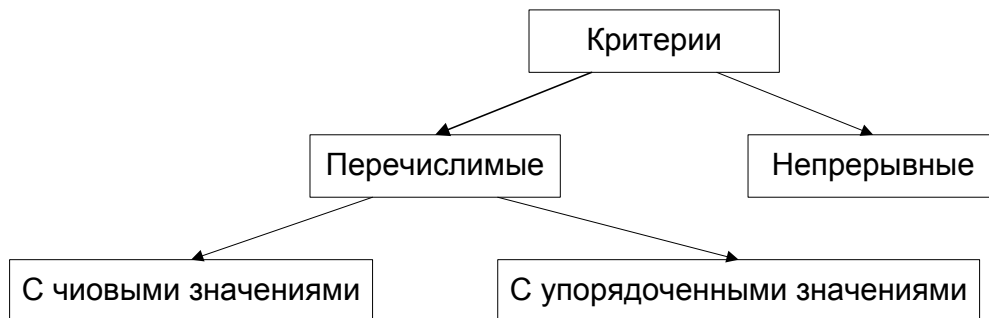 Критерии
Перечислимые
Непрерывные
С чиовыми значениями
С упорядоченными значениями